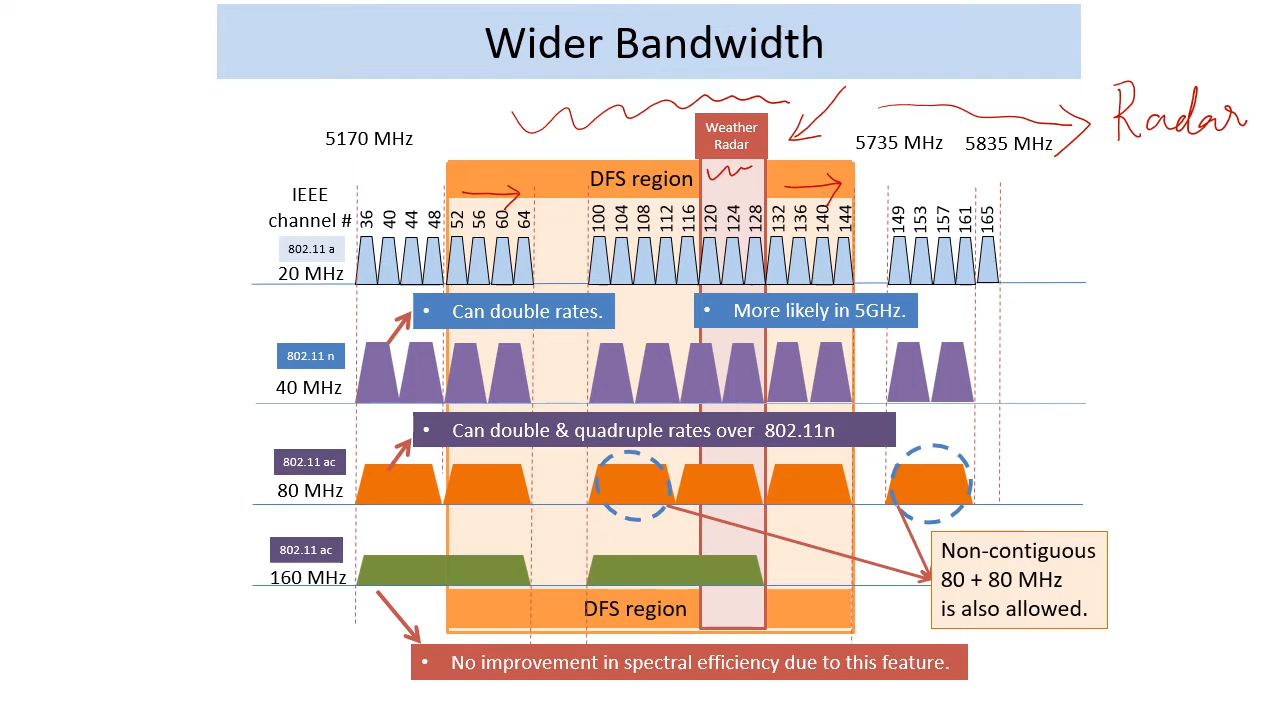 Wider Bandwidth
Radar
Weather
Radar
5170 MHz
5735 MHz
5835 MHz
DFS region
IEEE
channel #
36
40
44
48
52
56
60
64
100
104
108
112
116
120
124
128
132
136
140
144
149
153
157
161
165
802.11 a
20 MHz
• Can double rates.
• More likely in 5GHz.
802.11 n
40 MHz
• Can double & quadruple rates over 802.11n
802.11 ac
80 MHz
Non-contiguous
80 + 80 MHz
is also allowed.
802.11 ac
160 MHz
DFS region
• No improvement in spectral efficiency due to this feature.